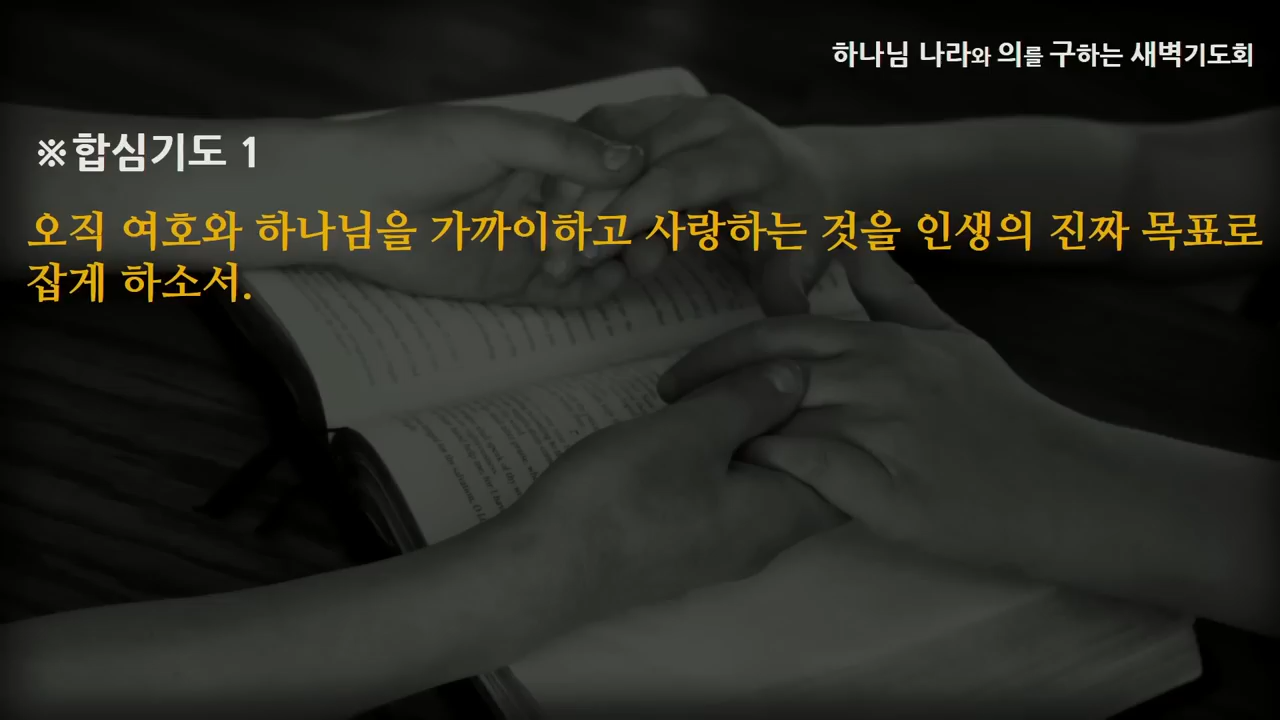 하나님 나라와 의를 구하는 새벽기도회
※합심기도 1
오직 여호와 하나님을 가까이하고 사랑하는 것을 인생의 진짜 목표로
잡게 하소서.